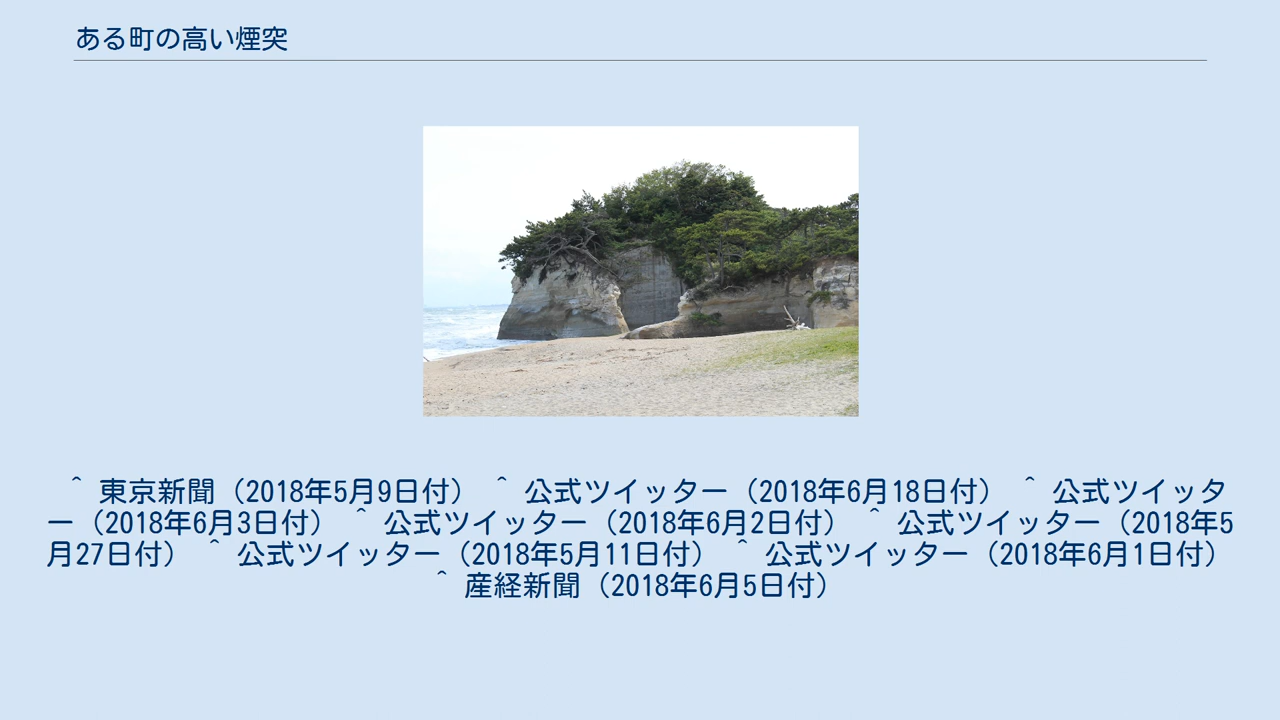 ある町の高い煙突
^ 東京新聞（2018年5月9日付） ^ 公式ツイッター（2018年6月18日付） ^ 公式ツイッタ
ー（2018年6月3日付） ^ 公式ツイッター（2018年6月2日付） ^ 公式ツイッター（2018年5
月27日付） ^ 公式ツイッター（2018年5月11日付） ^ 公式ツイッター（2018年6月1日付）
^ 産経新聞（2018年6月5日付）